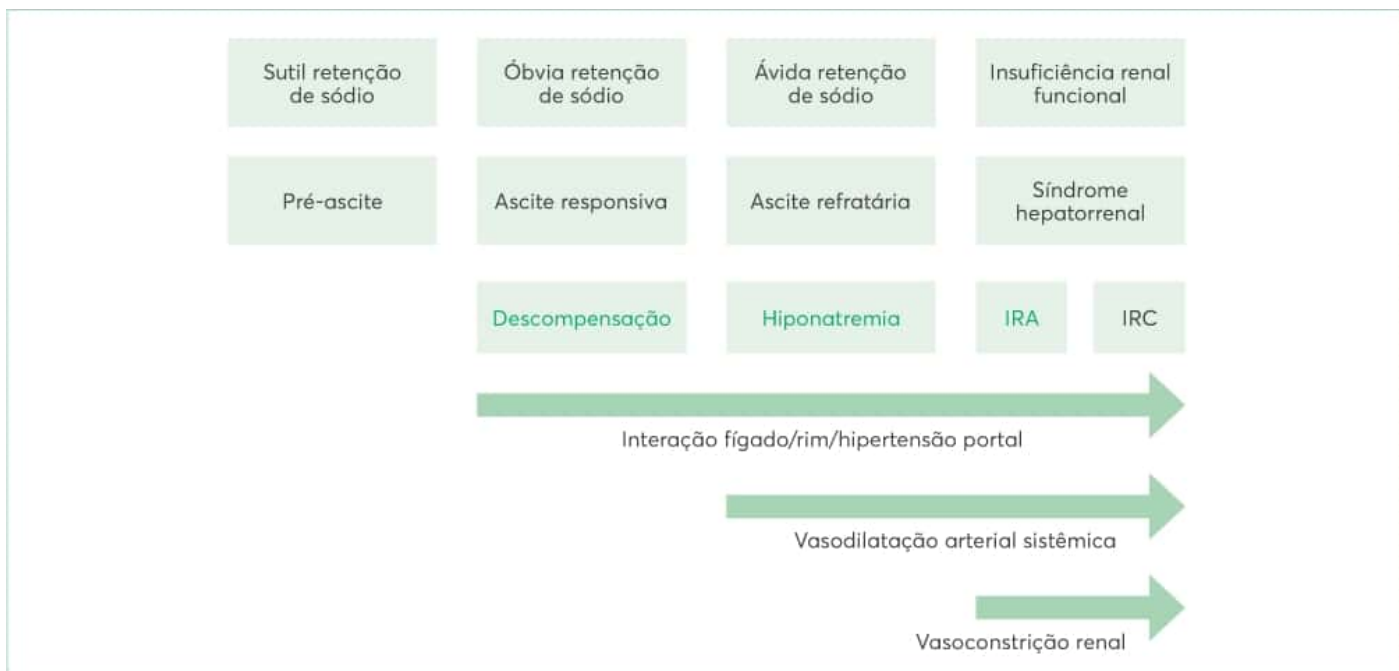 Sutil retenção
de sódio
Óbvia retenção
de sódio
Ávida retenção
de sódio
Insuficiência renal
funcional
Pré-ascite
Ascite responsiva
Ascite refratária
Síndrome
hepatorrenal
Descompensação
Hiponatremia
IRA
IRC
Interação fígado/rim/hipertensão portal
Vasodilatação arterial sistêmica
Vasoconstrição renal